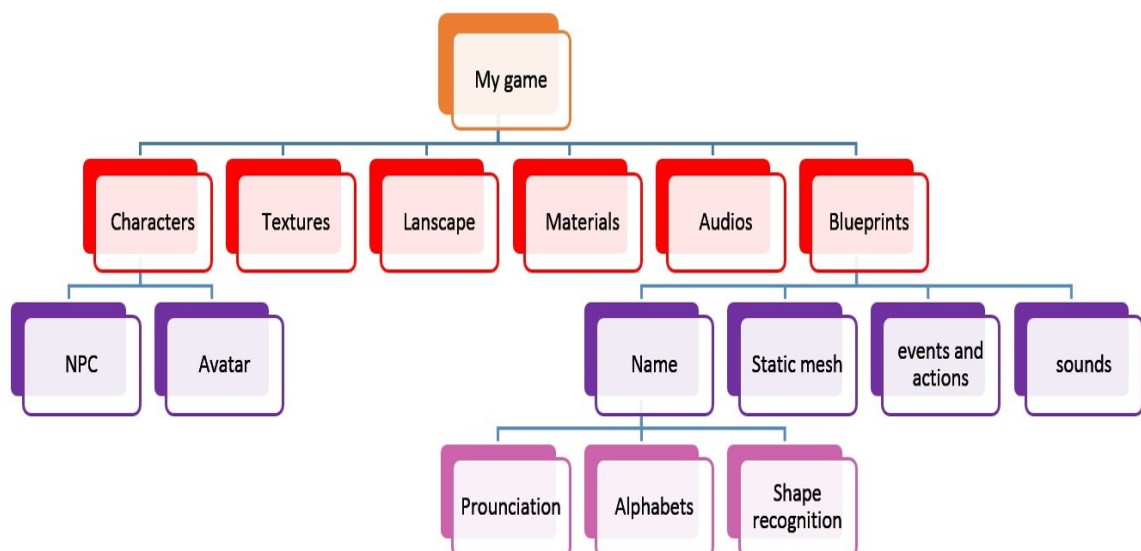 My game
Characters
Textures
Lanscape
Materials
Audios
Blueprints
NPC
Avatar
Name
Static mesh
events and
actions
sounds
Prounciation
Alphabets
Shape
recognition